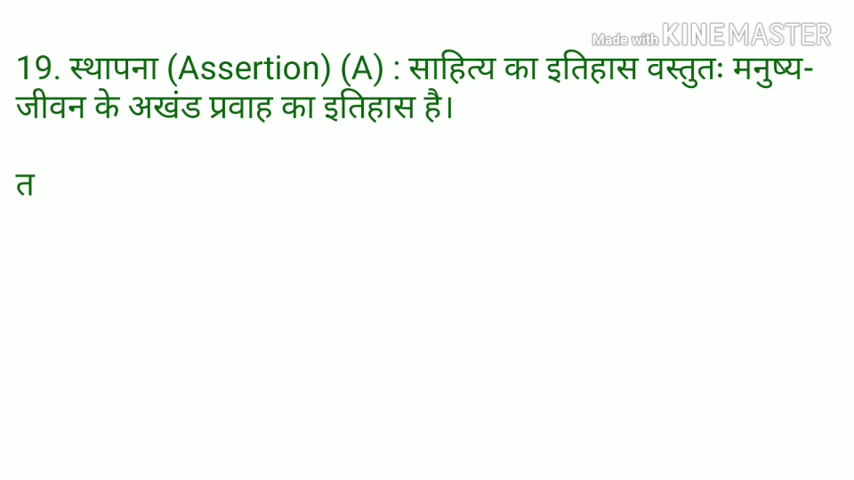 Made with KINEMASTER
19. स्थापना (Assertion) (A) : साहित्य का इतिहास वस्तुतः मनुष्य-
जीवन के अखंड प्रवाह का इतिहास है।
त